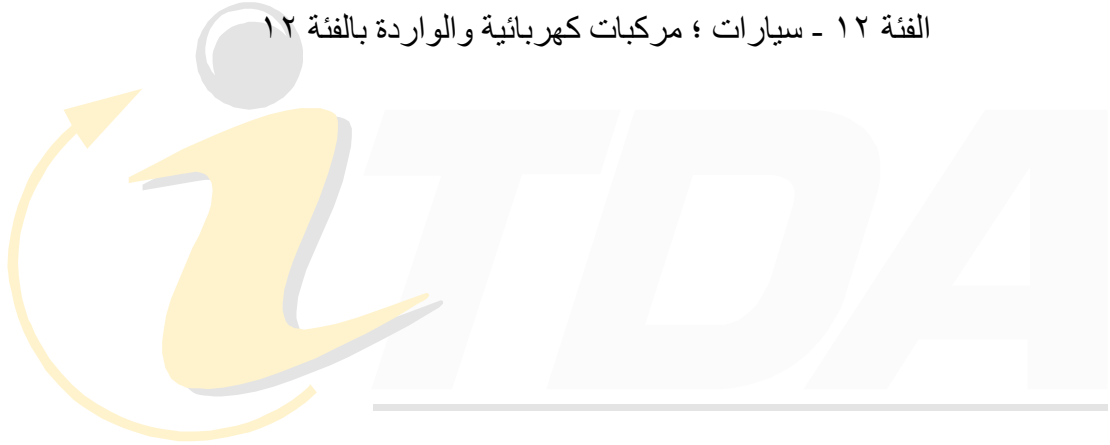 الفئة ١٢ - سيارات ؛ مركبات كهربائية والواردة بالفئة ١٢
iTDA